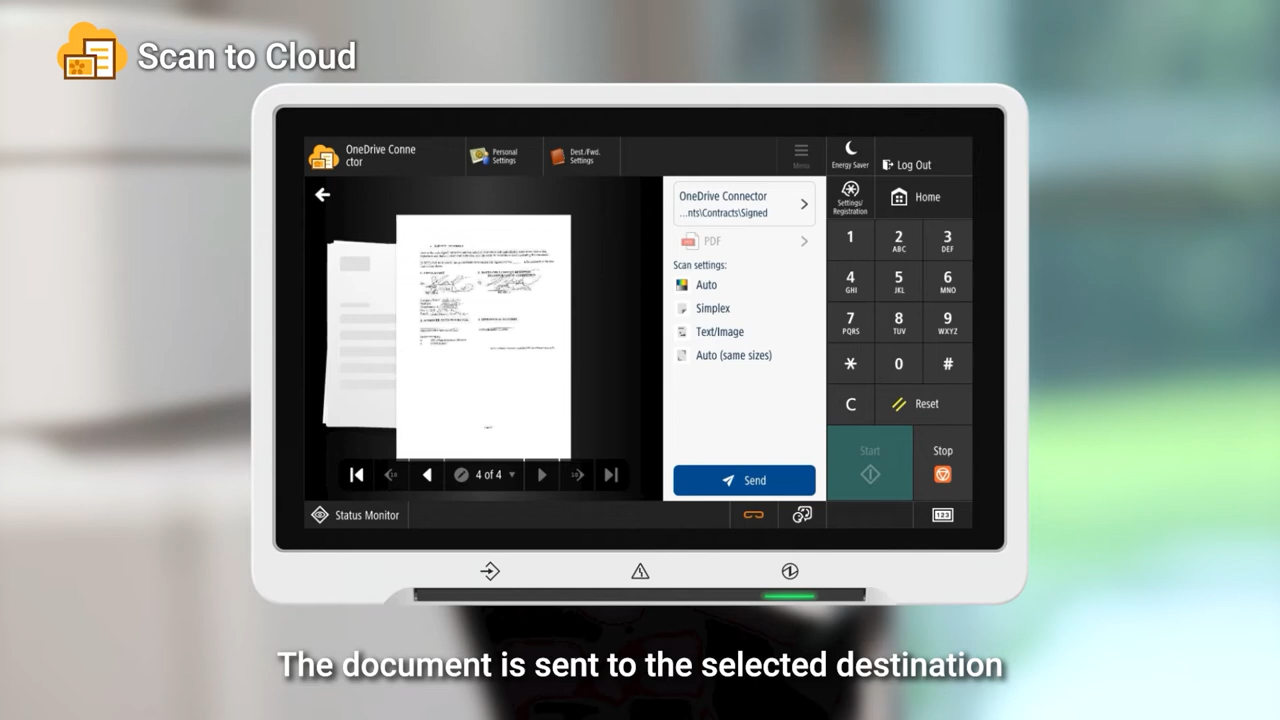 Scan to Cloud
OneDrive Conne
ctor
Personal
Settings
Dest./Fwd.
Settings
Menu
Energy Saver
Log Out
OneDrive Connector
...nts\Contracts\Signed
PDF
Scan settings:
Auto
Simplex
Text/Image
Auto (same sizes)
Send
Settings/
Registration
Home
1
2
ABC
3
DEF
4
GHI
5
JKL
6
MNO
7
PQRS
8
TUV
9
WXYZ
*
0
#
C
Reset
Start
Stop
10
4 of 4
10
Status Monitor
123
The document is sent to the selected destination